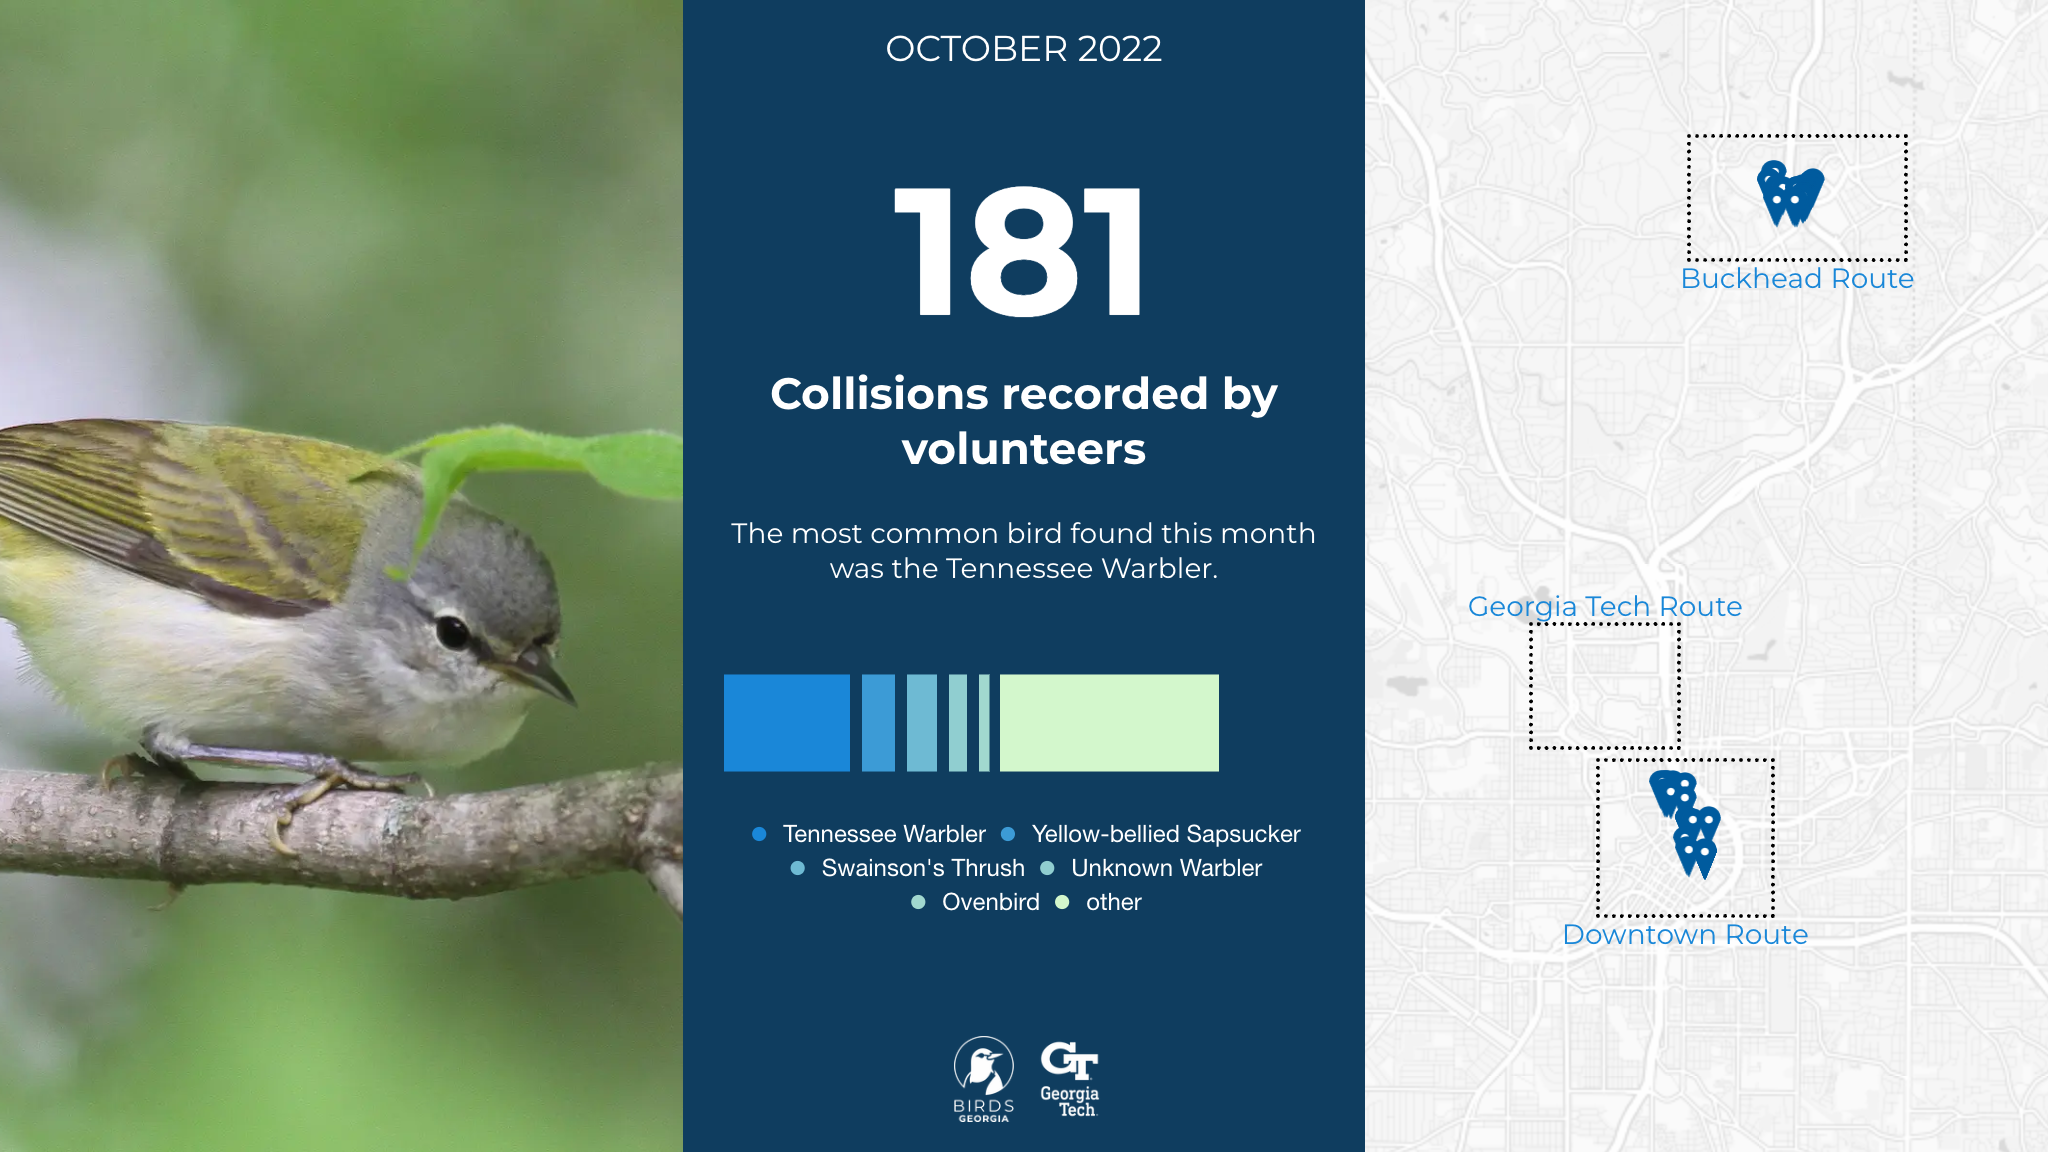 OCTOBER 2022
181
Collisions recorded by
volunteers
The most common bird found this month
was the Tennessee Warbler.
Tennessee Warbler Yellow-bellied Sapsucker
Swainson's Thrush Unknown Warbler
Ovenbird other
BIRDS
GEORGIA
GT
Georgia
Tech
Buckhead Route
Georgia Tech Route
Downtown Route